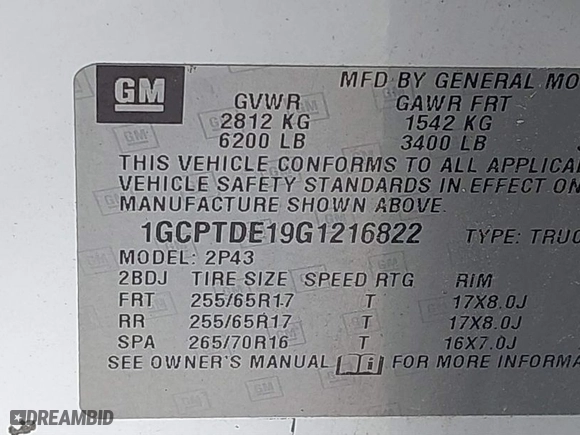 GM
MFD BY GENERAL MO
GVWR GAWR FRT
2812 KG 1542 KG
6200 LB 3400 LB
THIS VEHICLE CONFORMS TO ALL APPLICA
VEHICLE SAFETY STANDARDS IN EFFECT ON
MANUFACTURE SHOWN ABOVE.
1GCPTDE19G1216822 TYPE: TRUC
MODEL: 2P43
2BDJ TIRE SIZE SPEED RTG RIM
FRT 255/65R17 T 17X8.0J
RR 255/65R17 T 17X8.0J
SPA 265/70R16 T 16X7.0J
SEE OWNER'S MANUAL FOR MORE INFORMA
DREAMBID